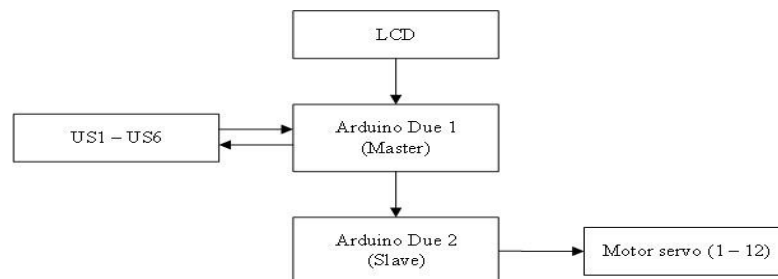 LCD
US1 – US6
Arduino Due 1
(Master)
Arduino Due 2
(Slave)
Motor servo (1 – 12)